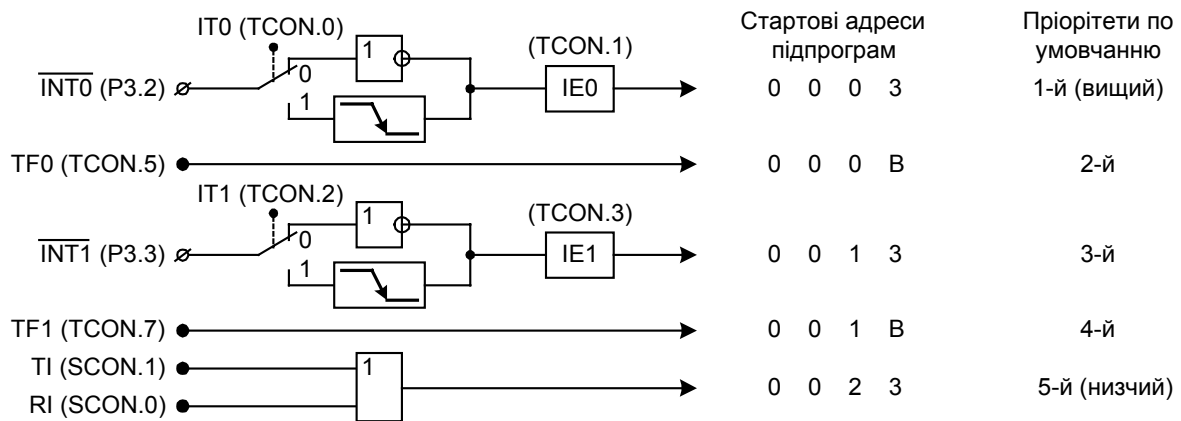 Стартові адреси підпрограм
Пріорітети по умовчанню
IT0 (TCON.0)
1
(TCON.1)
INT0 (P3.2)
0
1
IE0
0 0 0 3
1-й (вищий)
TF0 (TCON.5)
0 0 0 B
2-й
IT1 (TCON.2)
1
(TCON.3)
INT1 (P3.3)
0
1
IE1
0 0 1 3
3-й
TF1 (TCON.7)
0 0 1 B
4-й
TI (SCON.1)
1
RI (SCON.0)
0 0 2 3
5-й (низчий)